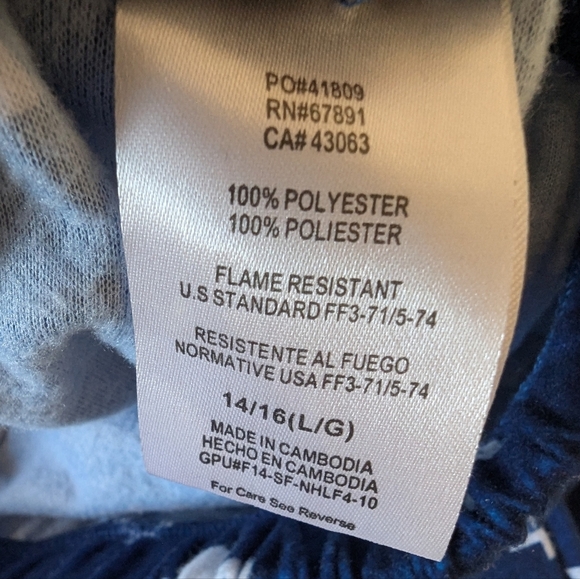 PO#41809
RN#67891
CA# 43063
100% POLYESTER
100% POLIESTER
FLAME RESISTANT
U.S STANDARD FF3-71/5-74
RESISTENTE AL FUEGO
NORMATIVE USA FF3-71/5-74
14/16(L/G)
MADE IN CAMBODIA
HECHO EN CAMBODIA
GPU#F14-SF-NHLF4-10
For Care See Reverse